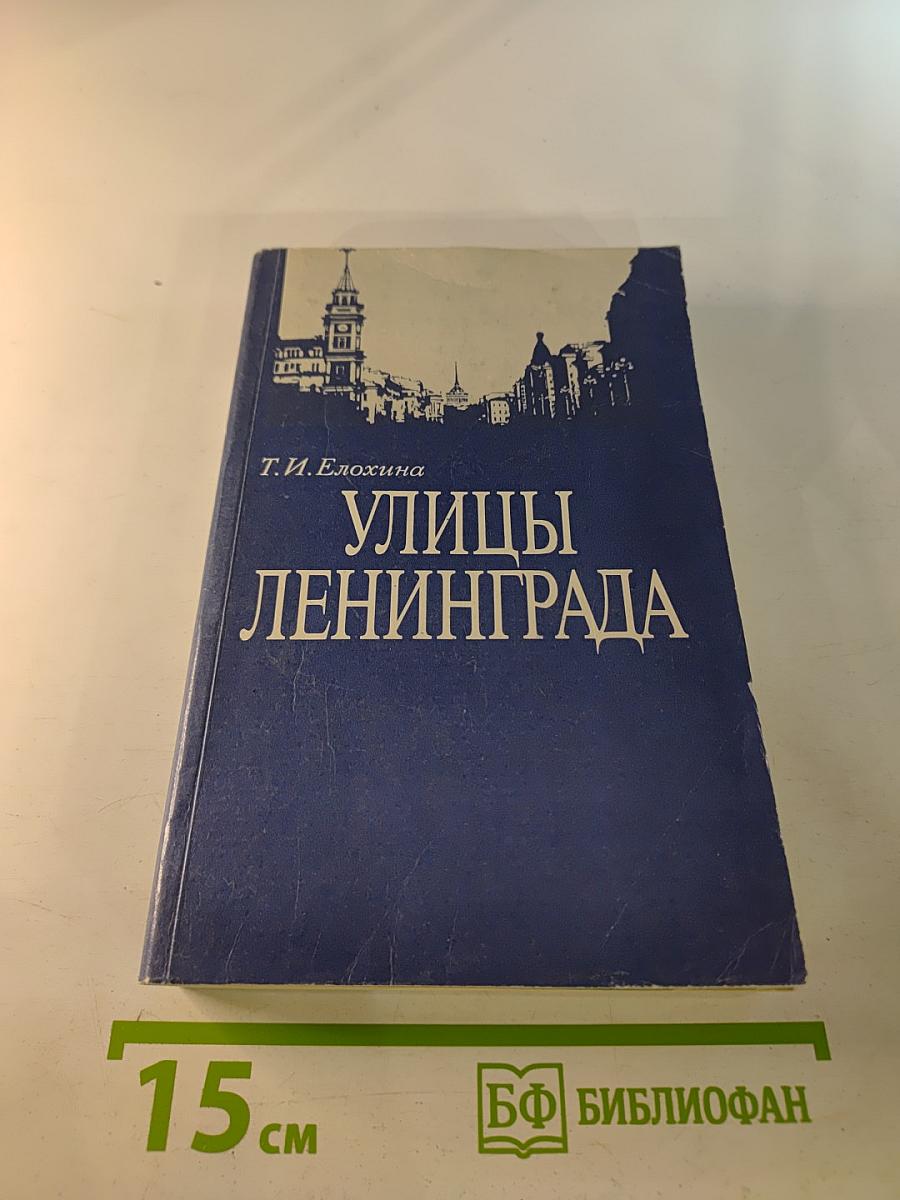 Т.И.Елохина
УЛИЦЫ
ЛЕНИНГРАДА
15 см
БФ БИБЛИОФАН